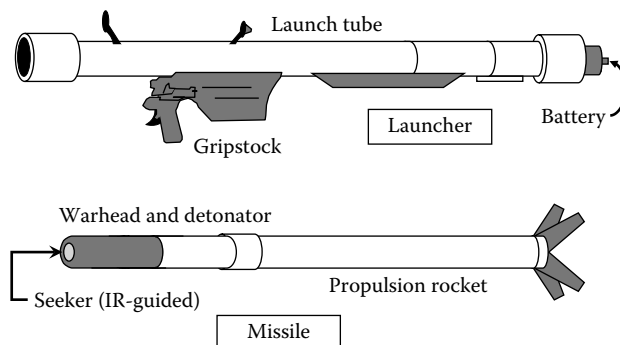 Launch tube
Launcher
Battery
Gripstock
Warhead and detonator
Propulsion rocket
Seeker (IR-guided)
Missile